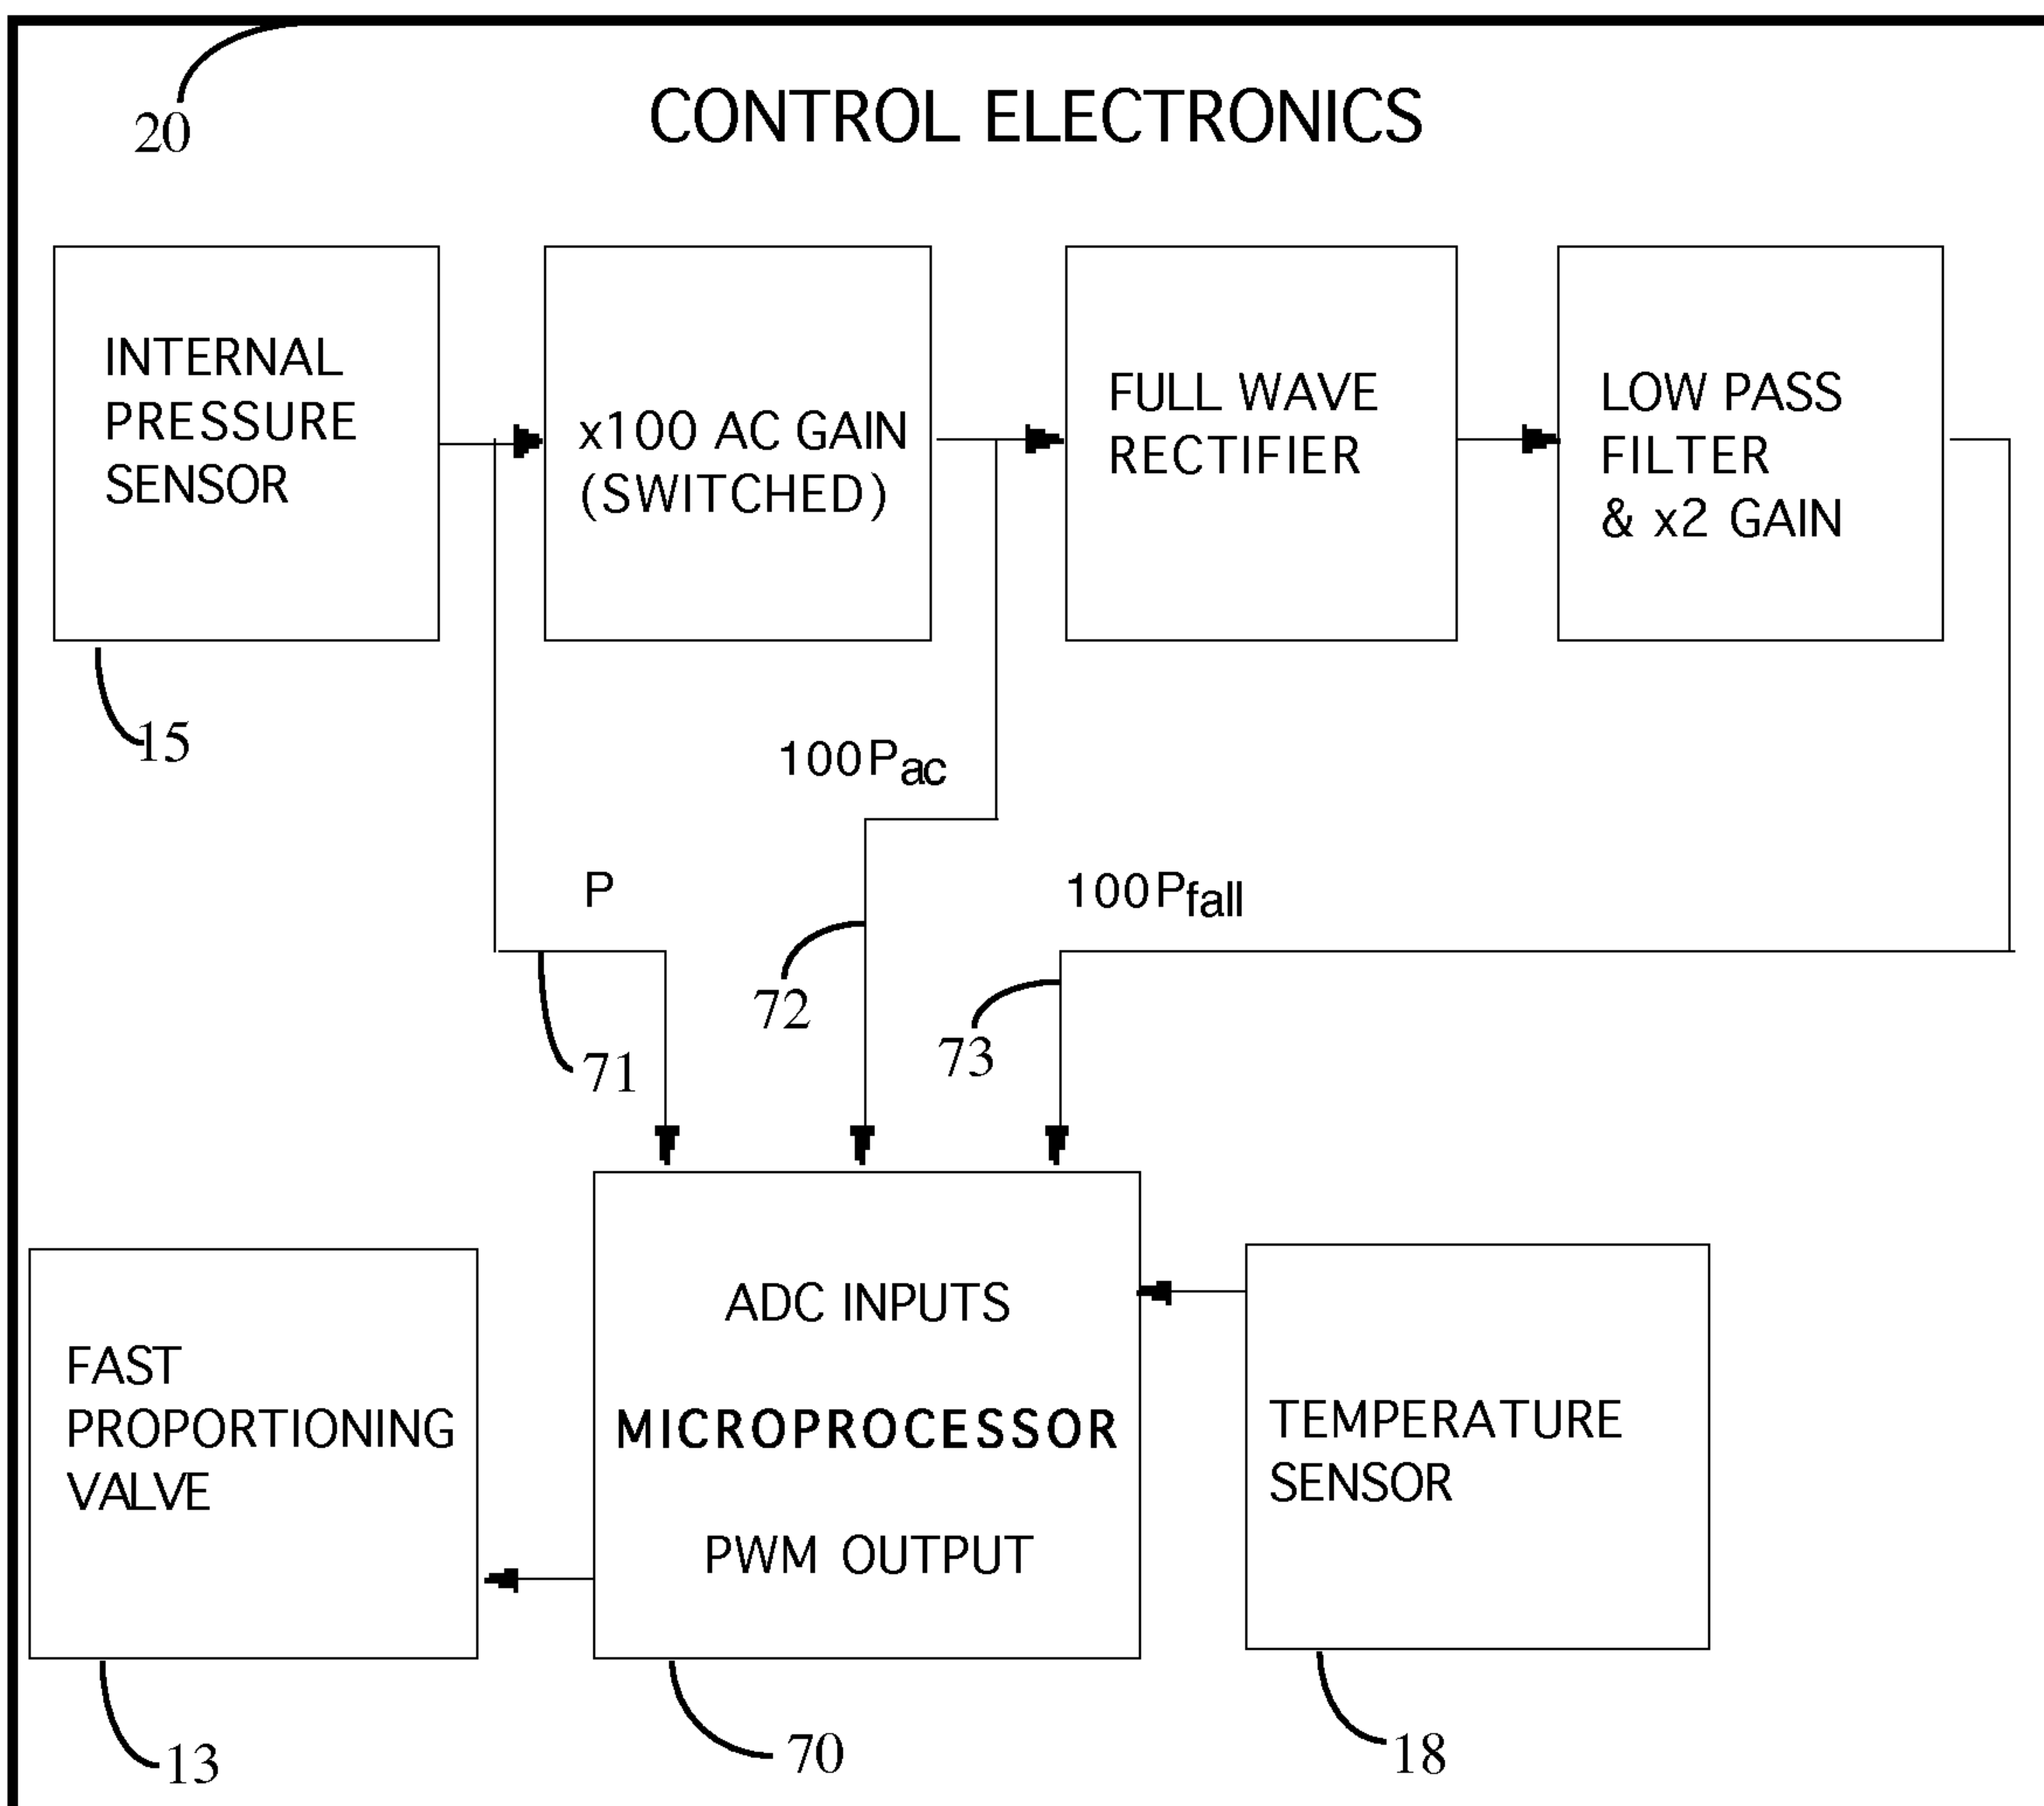 CONTROL ELECTRONICS
20
INTERNAL
PRESSURE
SENSOR
x100 AC GAIN
(SWITCHED)
FULL WAVE
RECTIFIER
LOW PASS
FILTER
& x2 GAIN
15
100Pac
P
100Pfall
72
73
71
ADC INPUTS
MICROPROCESSOR
PWM OUTPUT
FAST
PROPORTIONING
VALVE
TEMPERATURE
SENSOR
13
70
18